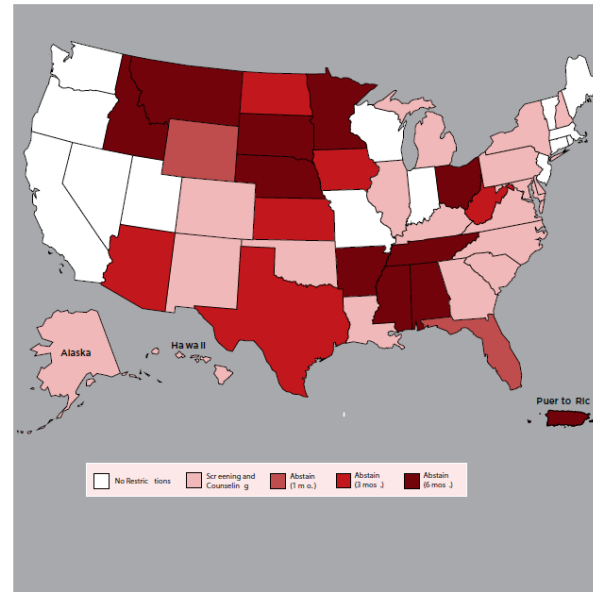 Alaska
Ha wa II
Puer to Ric
No Restric tions
Scr eening and
Counselin g
Abstain
(1 m o.)
Abstain
(3 mos .)
Abstain
(6 mos .)